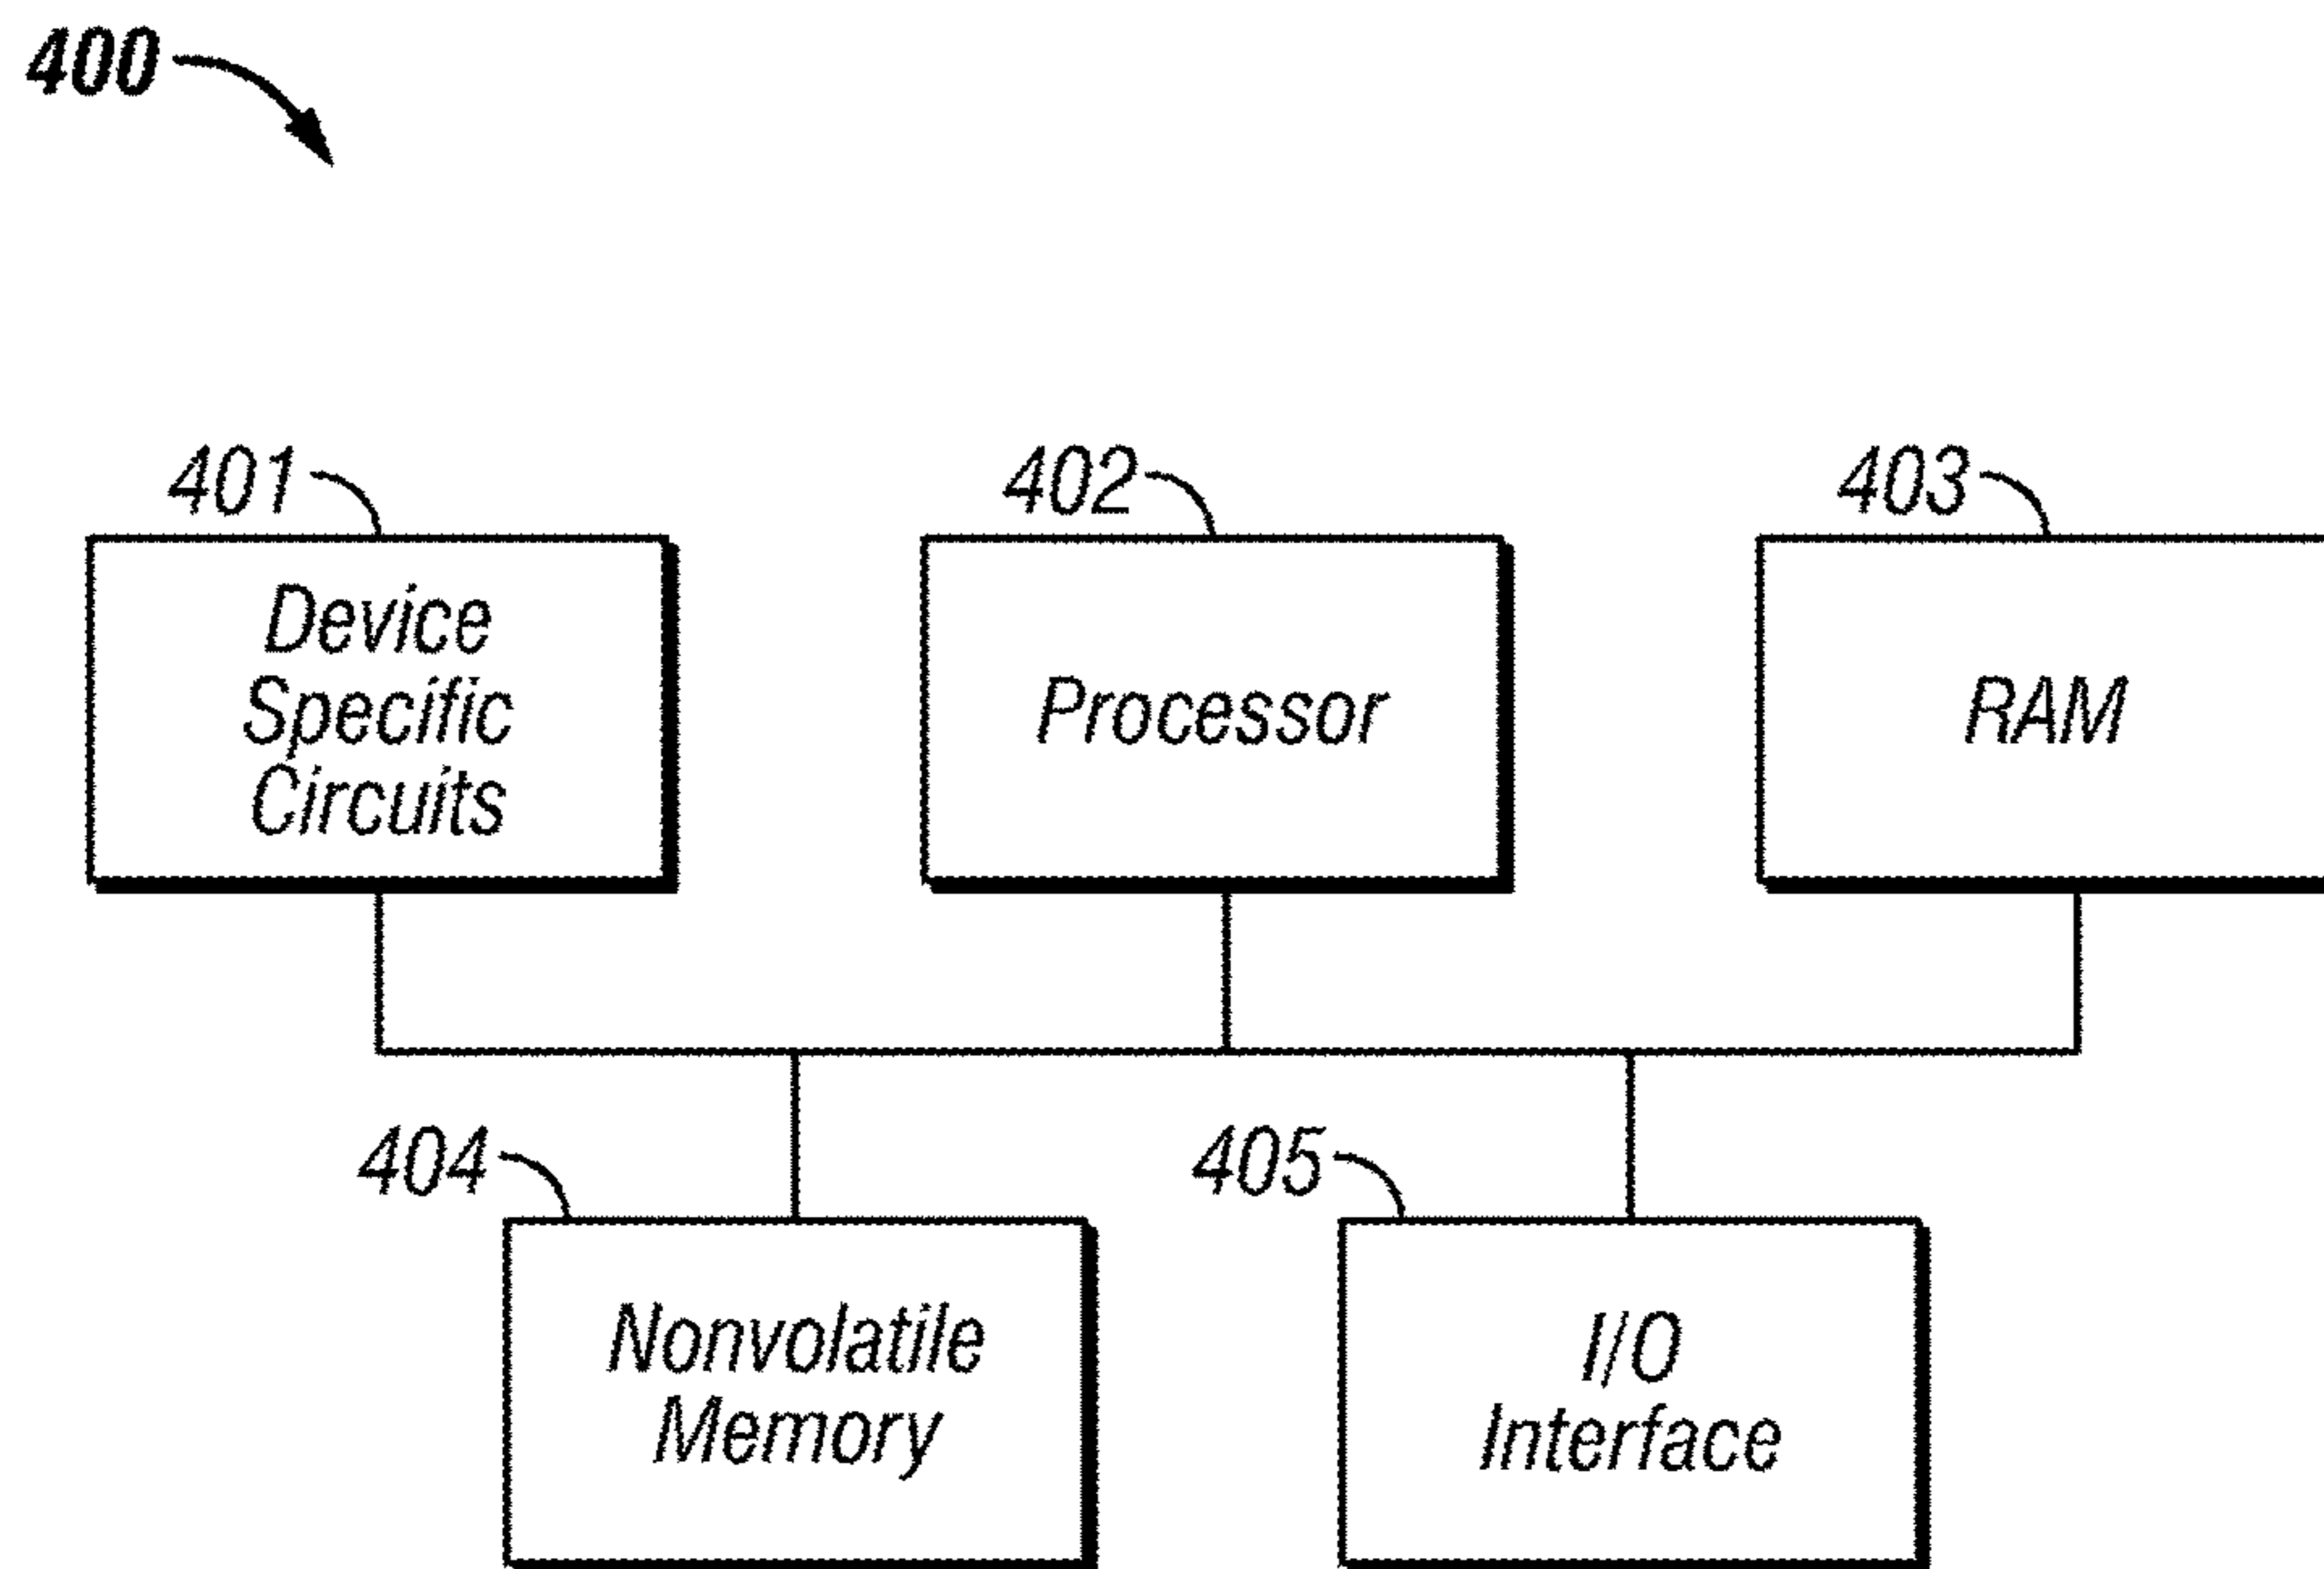 400
401
402
403
Device
Specific
Circuits
Processor
RAM
404
405
Nonvolatile
Memory
I/O
Interface